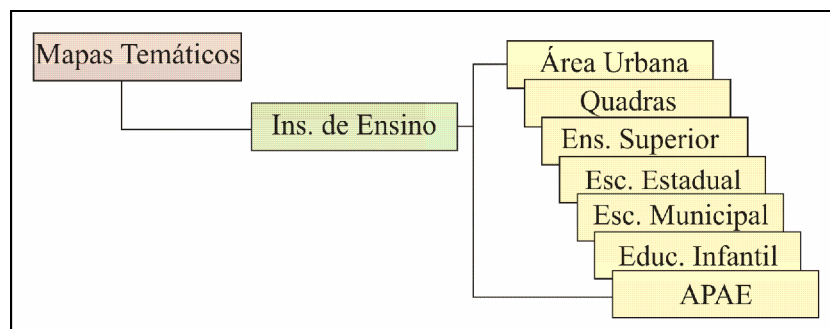 Mapas Temáticos
Ins. de Ensino
Área Urbana
Quadras
Ens. Superior
Esc. Estadual
Esc. Municipal
Educ. Infantil
APAE